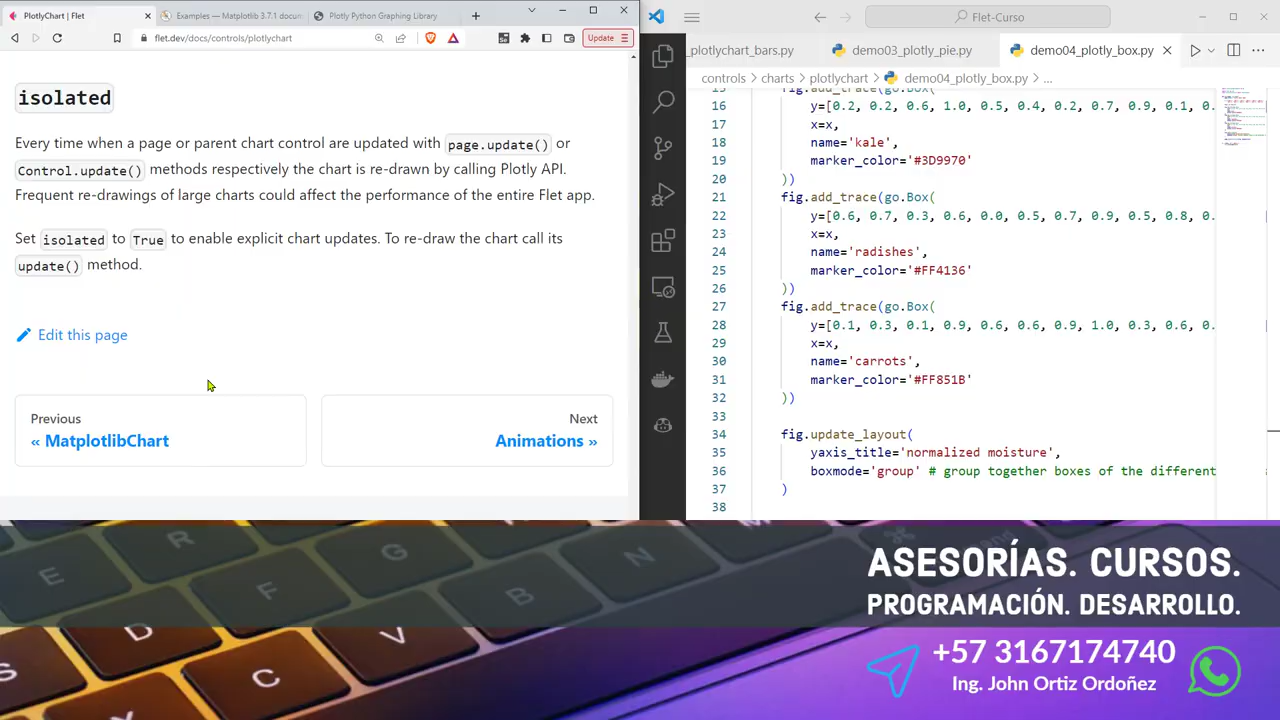 PlotlyChart | Flet
Examples — Matplotlib 3.7.1 docum
Plotly Python Graphing Library
flet.dev/docs/controls/plotlychart
Update
isolated
Every time when a page or parent chart control are updated with page.update() or
Control.update() methods respectively the chart is re-drawn by calling Plotly API.
Frequent re-drawings of large charts could affect the performance of the entire Flet app.
Set isolated to True to enable explicit chart updates. To re-draw the chart call its
update() method.
Edit this page
Previous
« MatplotlibChart
Next
Animations »
Flet-Curso
_plotlychart_bars.py
demo03_plotly_pie.py
demo04_plotly_box.py
controls > charts > plotlychart > demo04_plotly_box.py > ...
15 fig.add_trace(go.Box(
16 y=[0.2, 0.2, 0.6, 1.0, 0.5, 0.4, 0.2, 0.7, 0.9, 0.1, 0.
17 x=x,
18 name='kale',
19 marker_color='#3D9970'
20 ))
21 fig.add_trace(go.Box(
22 y=[0.6, 0.7, 0.3, 0.6, 0.0, 0.5, 0.7, 0.9, 0.5, 0.8, 0.
23 x=x,
24 name='radishes',
25 marker_color='#FF4136'
26 ))
27 fig.add_trace(go.Box(
28 y=[0.1, 0.3, 0.1, 0.9, 0.6, 0.6, 0.9, 1.0, 0.3, 0.6, 0.
29 x=x,
30 name='carrots',
31 marker_color='#FF851B'
32 ))
33
34 fig.update_layout(
35 yaxis_title='normalized moisture',
36 boxmode='group' # group together boxes of the different
37 )
38
ASESORÍAS. CURSOS.
PROGRAMACIÓN. DESARROLLO.
+57 3167174740
Ing. John Ortiz Ordoñez